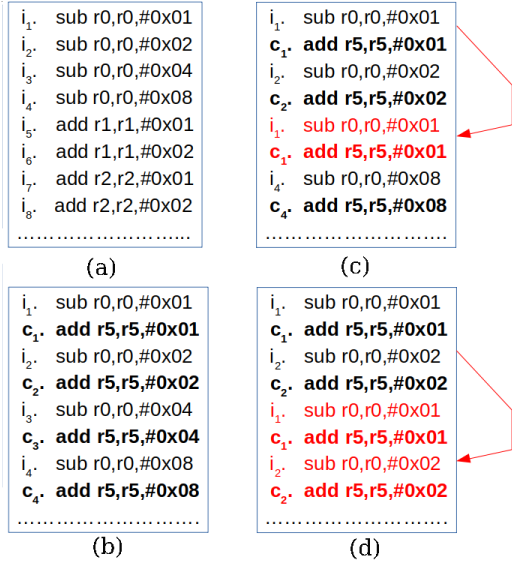 i1. sub r0,r0,#0x01
i2. sub r0,r0,#0x02
i3. sub r0,r0,#0x04
i4. sub r0,r0,#0x08
i5. add r1,r1,#0x01
i6. add r1,r1,#0x02
i7. add r2,r2,#0x01
i8. add r2,r2,#0x02
……………………...
(a)
i1. sub r0,r0,#0x01
c1. add r5,r5,#0x01
i2. sub r0,r0,#0x02
c2. add r5,r5,#0x02
i1. sub r0,r0,#0x01
c1. add r5,r5,#0x01
i4. sub r0,r0,#0x08
c4. add r5,r5,#0x08
……………………….
(c)
i1. sub r0,r0,#0x01
c1. add r5,r5,#0x01
i2. sub r0,r0,#0x02
c2. add r5,r5,#0x02
i3. sub r0,r0,#0x04
c3. add r5,r5,#0x04
i4. sub r0,r0,#0x08
c4. add r5,r5,#0x08
……………………….
(b)
i1. sub r0,r0,#0x01
c1. add r5,r5,#0x01
i2. sub r0,r0,#0x02
c2. add r5,r5,#0x02
i1. sub r0,r0,#0x01
c1. add r5,r5,#0x01
i2. sub r0,r0,#0x02
c2. add r5,r5,#0x02
……………………….
(d)